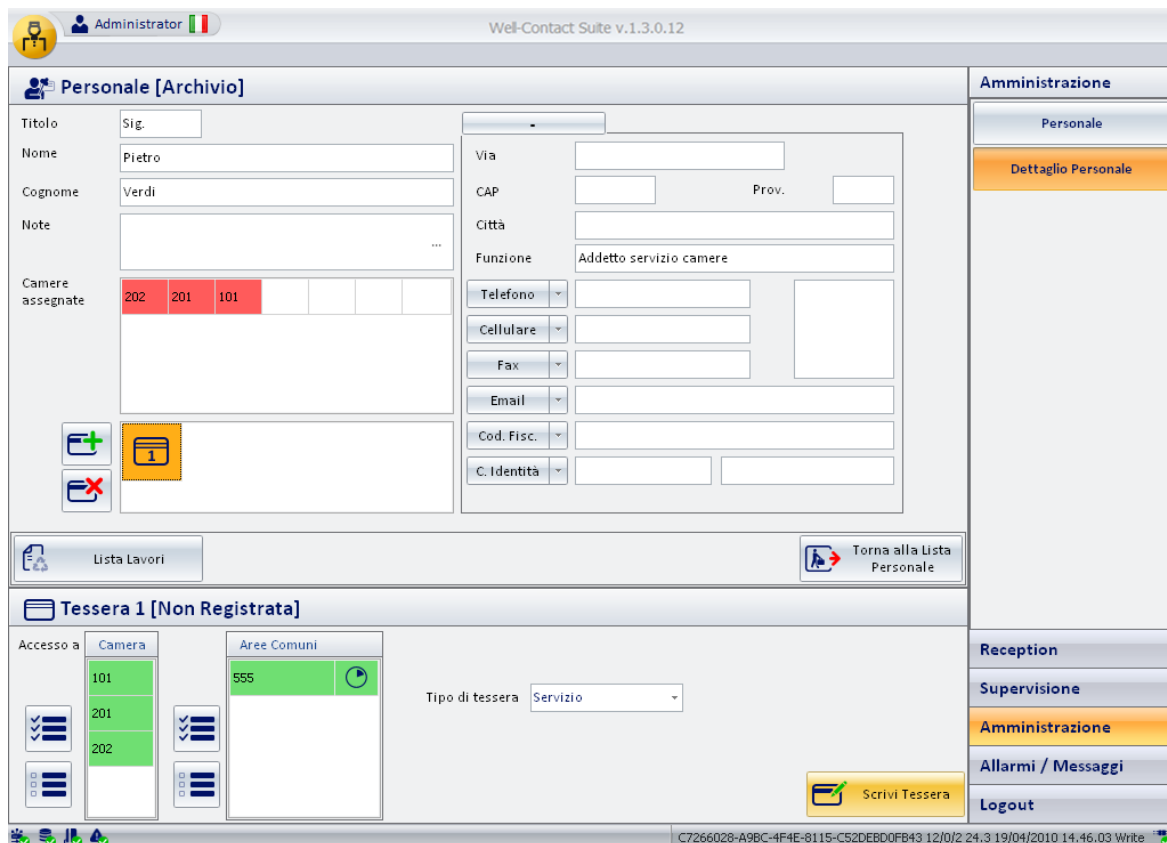 Administrator
Well-Contact Suite v.1.3.0.12
Personale [Archivio]
Titolo
Sig.
Nome
Pietro
Cognome
Verdi
Note
...
Camere
assegnate
202 201 101
1
-
Via
CAP
Prov.
Città
Funzione
Addetto servizio camere
Telefono
Cellulare
Fax
Email
Cod. Fisc.
C. Identità
Lista Lavori
Torna alla Lista
Personale
Tessera 1 [Non Registrata]
Accesso a
Camera
101
201
202
Aree Comuni
555
Tipo di tessera
Servizio
Scrivi Tessera
Amministrazione
Personale
Dettaglio Personale
Reception
Supervisione
Amministrazione
Allarmi / Messaggi
Logout
C7266028-A9BC-4F4E-8115-C52DEBD0FB43 12/0/2 24.3 19/04/2010 14.46.03 Write